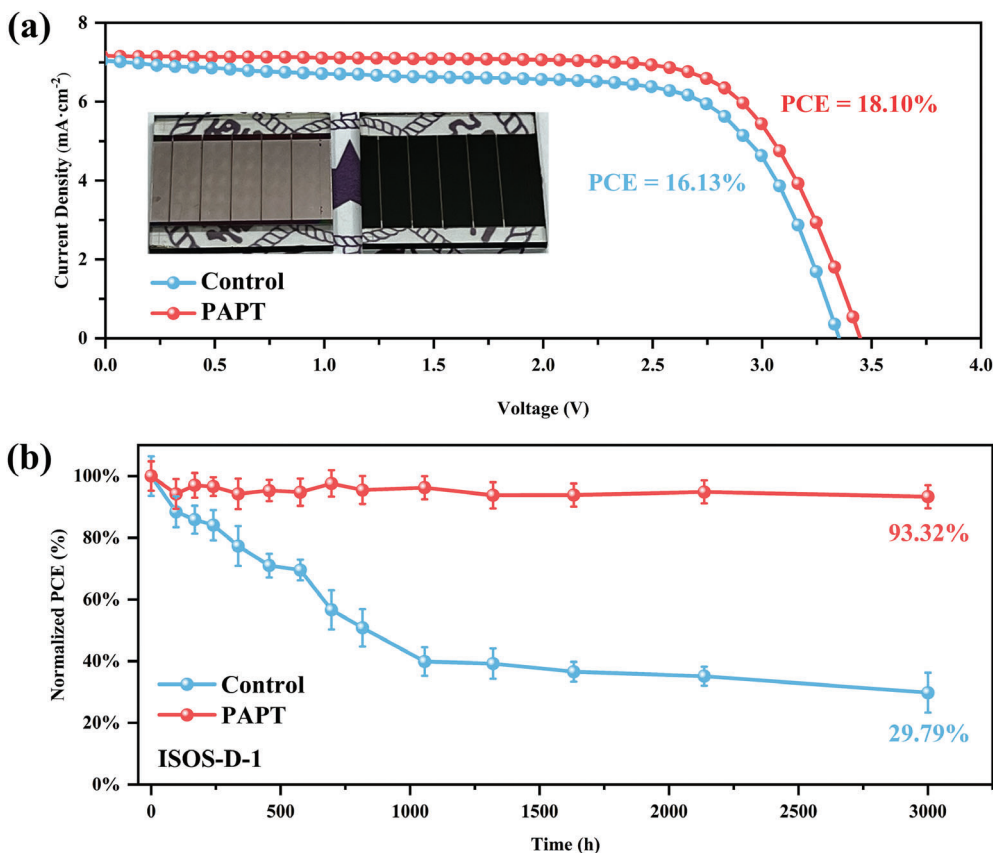 (a)
8
6
4
2
0
Current Density (mA·cm⁻²)
PCE = 18.10%
PCE = 16.13%
Control
PAPT
0.0 0.5 1.0 1.5 2.0 2.5 3.0 3.5 4.0
Voltage (V)
(b)
100%
80%
60%
40%
20%
0%
Normalized PCE (%)
93.32%
Control
PAPT
29.79%
ISOS-D-1
0 500 1000 1500 2000 2500 3000
Time (h)